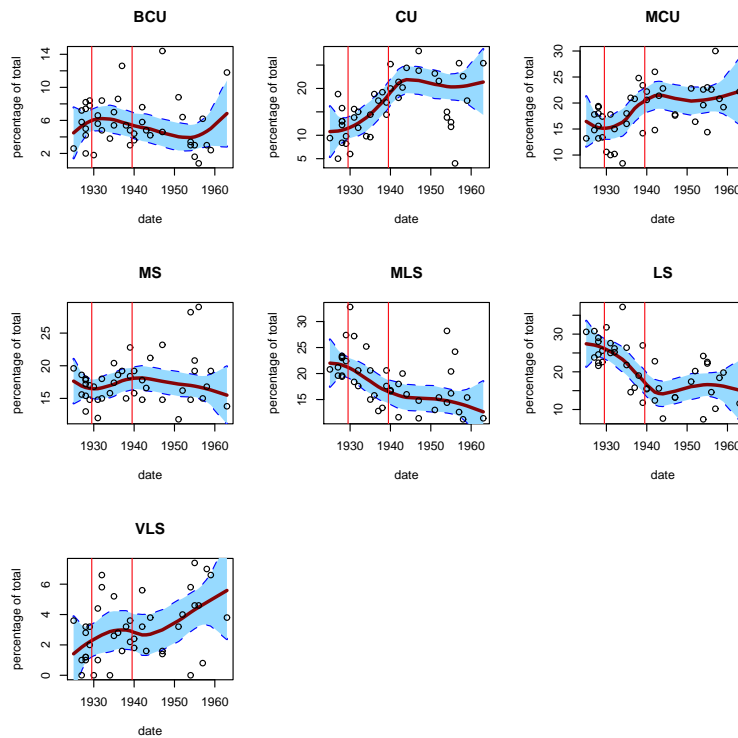 BCU
percentage of total
2 6 10 14
1930 1940 1950 1960
date
CU
percentage of total
5 10 20
1930 1940 1950 1960
date
MCU
percentage of total
10 15 20 25 30
1930 1940 1950 1960
date
MS
percentage of total
15 20 25
1930 1940 1950 1960
date
MLS
percentage of total
15 20 25 30
1930 1940 1950 1960
date
LS
percentage of total
10 20 30
1930 1940 1950 1960
date
VLS
percentage of total
0 2 4 6
1930 1940 1950 1960
date